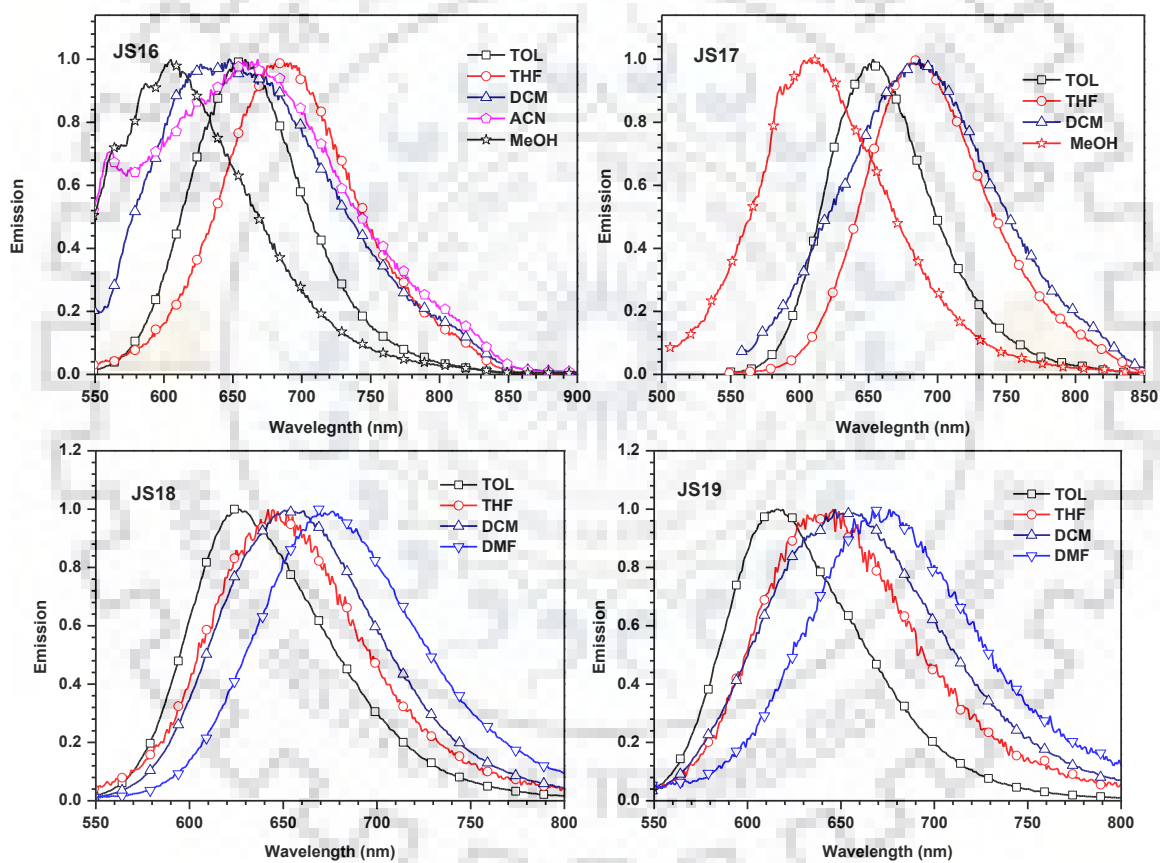 JS16
TOL
THF
DCM
ACN
MeOH
1.0
0.8
0.6
0.4
0.2
0.0
Emission
550 600 650 700 750 800 850 900
Wavelegnth (nm)
JS17
TOL
THF
DCM
MeOH
1.0
0.8
0.6
0.4
0.2
0.0
Emission
500 550 600 650 700 750 800 850
Wavelegnth (nm)
JS18
TOL
THF
DCM
DMF
1.2
1.0
0.8
0.6
0.4
0.2
0.0
Emission
550 600 650 700 750 800
Wavelength (nm)
JS19
TOL
THF
DCM
DMF
1.2
1.0
0.8
0.6
0.4
0.2
0.0
Emission
550 600 650 700 750 800
Wavelength (nm)